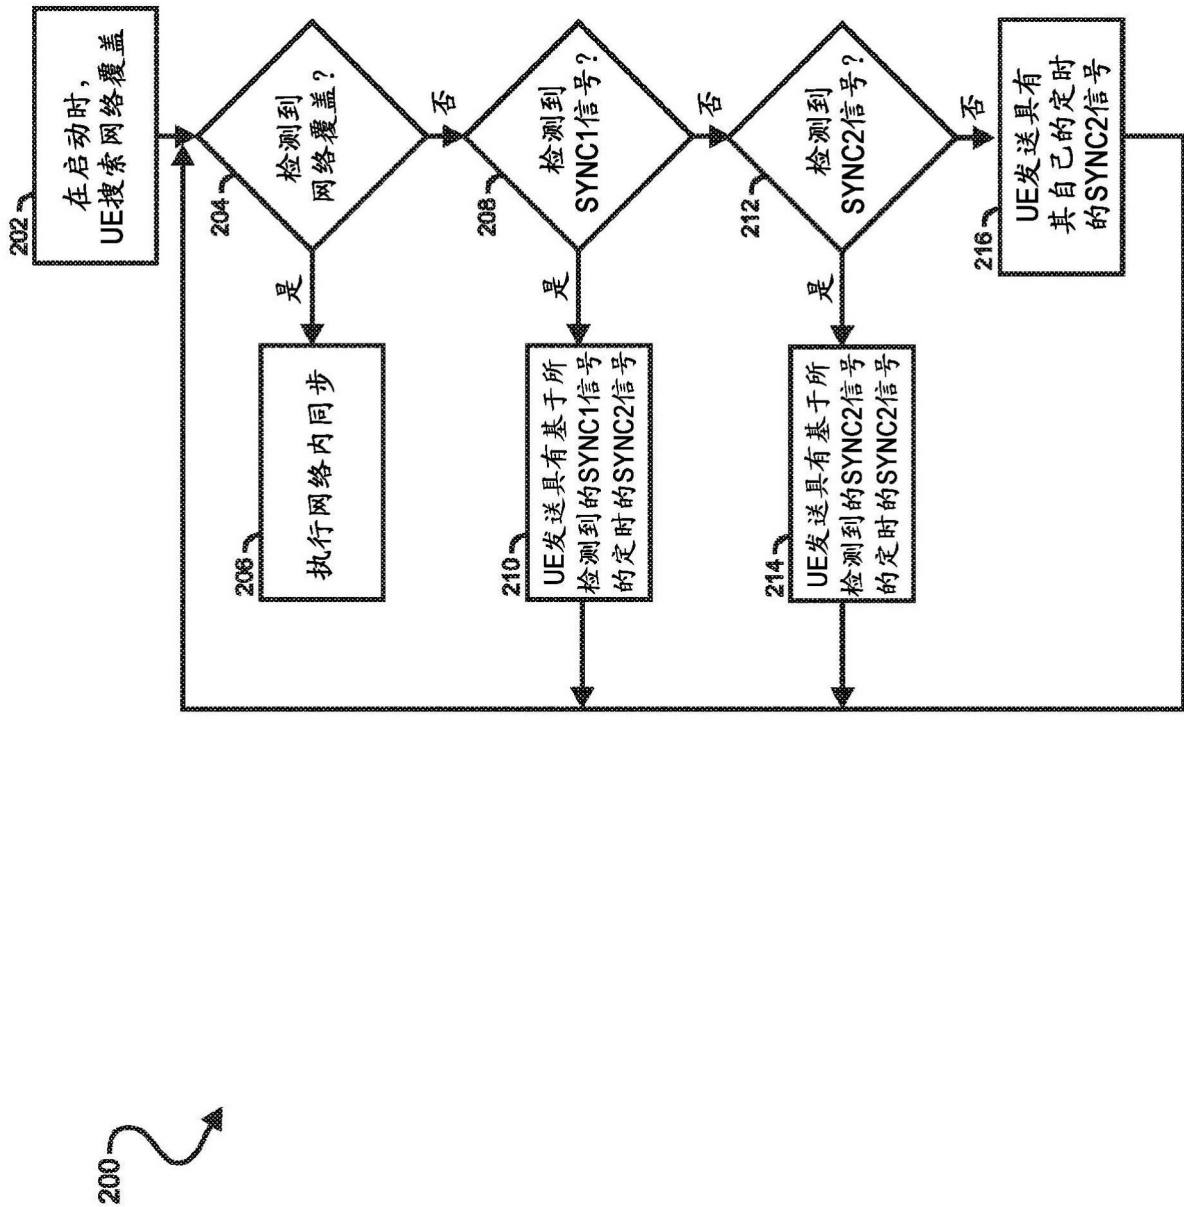 200
202
在启动时，
UE搜索网络覆盖
204
检测到
网络覆盖？
是
206
执行网络内同步
否
208
检测到
SYNC1信号？
是
210
UE发送具有基于所
检测到的SYNC1信号
的定时的SYNC2信号
否
212
检测到
SYNC2信号？
是
214
UE发送具有基于所
检测到的SYNC2信号
的定时的SYNC2信号
否
216
UE发送具有
其自己的定时
的SYNC2信号